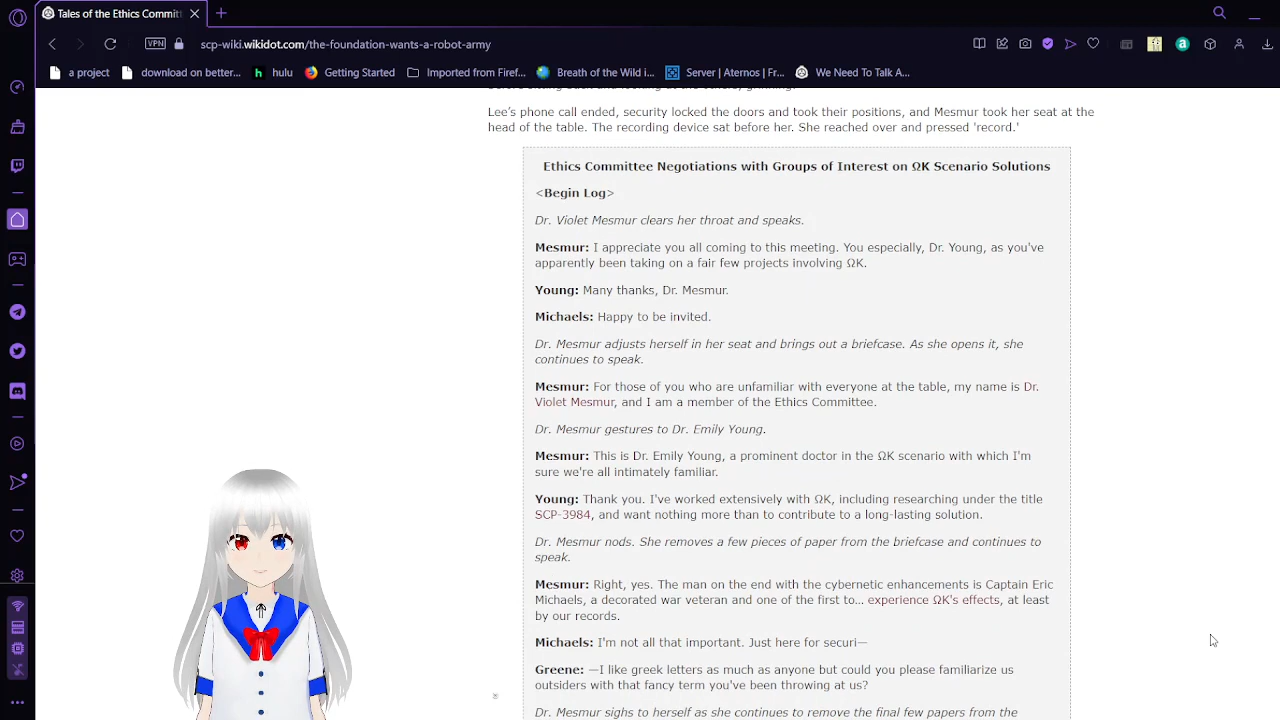 Tales of the Ethics Committ
VPN
scp-wiki.wikidot.com/the-foundation-wants-a-robot-army
a project
download on better...
hulu
Getting Started
Imported from Firef...
Breath of the Wild i...
Server | Aternos | Fr...
We Need To Talk A...
Lee’s phone call ended, security locked the doors and took their positions, and Mesmur took her seat at the
head of the table. The recording device sat before her. She reached over and pressed 'record.'
Ethics Committee Negotiations with Groups of Interest on ΩK Scenario Solutions
<Begin Log>
Dr. Violet Mesmur clears her throat and speaks.
Mesmur: I appreciate you all coming to this meeting. You especially, Dr. Young, as you've
apparently been taking on a fair few projects involving ΩK.
Young: Many thanks, Dr. Mesmur.
Michaels: Happy to be invited.
Dr. Mesmur adjusts herself in her seat and brings out a briefcase. As she opens it, she
continues to speak.
Mesmur: For those of you who are unfamiliar with everyone at the table, my name is Dr.
Violet Mesmur, and I am a member of the Ethics Committee.
Dr. Mesmur gestures to Dr. Emily Young.
Mesmur: This is Dr. Emily Young, a prominent doctor in the ΩK scenario with which I'm
sure we're all intimately familiar.
Young: Thank you. I've worked extensively with ΩK, including researching under the title
SCP-3984, and want nothing more than to contribute to a long-lasting solution.
Dr. Mesmur nods. She removes a few pieces of paper from the briefcase and continues to
speak.
Mesmur: Right, yes. The man on the end with the cybernetic enhancements is Captain Eric
Michaels, a decorated war veteran and one of the first to… experience ΩK's effects, at least
by our records.
Michaels: I'm not all that important. Just here for securi—
Greene: —I like greek letters as much as anyone but could you please familiarize us
outsiders with that fancy term you've been throwing at us?
Dr. Mesmur sighs to herself as she continues to remove the final few papers from the